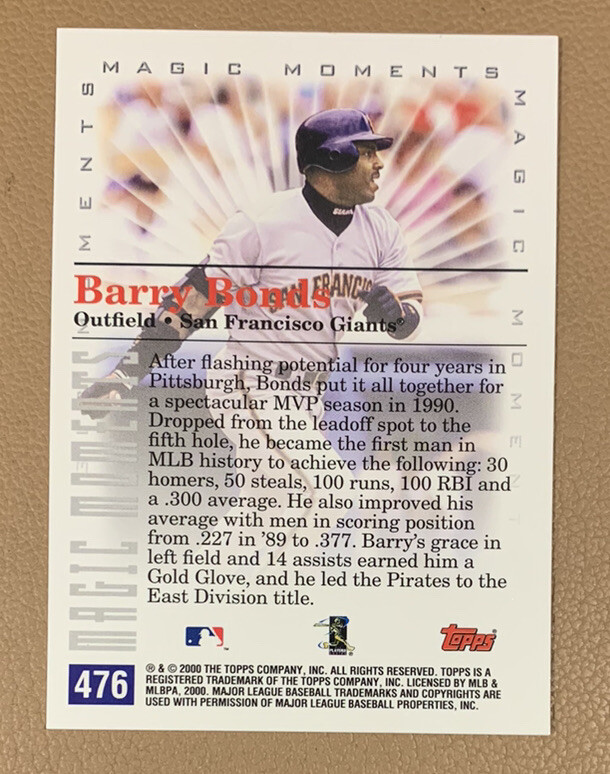 MAGIC MOMENTS
MENTS
MAGIC MOMENT
Barry Bonds
SAN FRANCIS
Outfield • San Francisco Giants®
After flashing potential for four years in
Pittsburgh, Bonds put it all together for
a spectacular MVP season in 1990.
Dropped from the leadoff spot to the
fifth hole, he became the first man in
MLB history to achieve the following: 30
homers, 50 steals, 100 runs, 100 RBI and
a .300 average. He also improved his
average with men in scoring position
from .227 in '89 to .377. Barry's grace in
left field and 14 assists earned him a
Gold Glove, and he led the Pirates to the
East Division title.
MAGIC MOMENTS
Topps
476
® & © 2000 THE TOPPS COMPANY, INC. ALL RIGHTS RESERVED. TOPPS IS A
REGISTERED TRADEMARK OF THE TOPPS COMPANY, INC. LICENSED BY MLB &
MLBPA, 2000. MAJOR LEAGUE BASEBALL TRADEMARKS AND COPYRIGHTS ARE
USED WITH PERMISSION OF MAJOR LEAGUE BASEBALL PROPERTIES, INC.